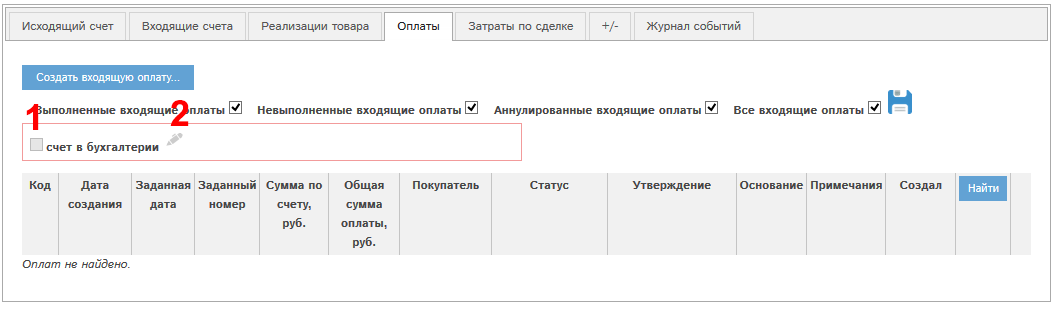 Исходящий счет Входящие счета Реализации товара Оплаты Затраты по сделке +/- Журнал событий
Создать входящую оплату...
1 2
Выполненные входящие оплаты Невыполненные входящие оплаты Аннулированные входящие оплаты Все входящие оплаты
счет в бухгалтерии
Код Дата Заданная Заданный Сумма по Общая Покупатель Статус Утверждение Основание Примечания Создал Найти
создания дата номер счету, сумма
руб. оплаты,
руб.
Оплат не найдено.